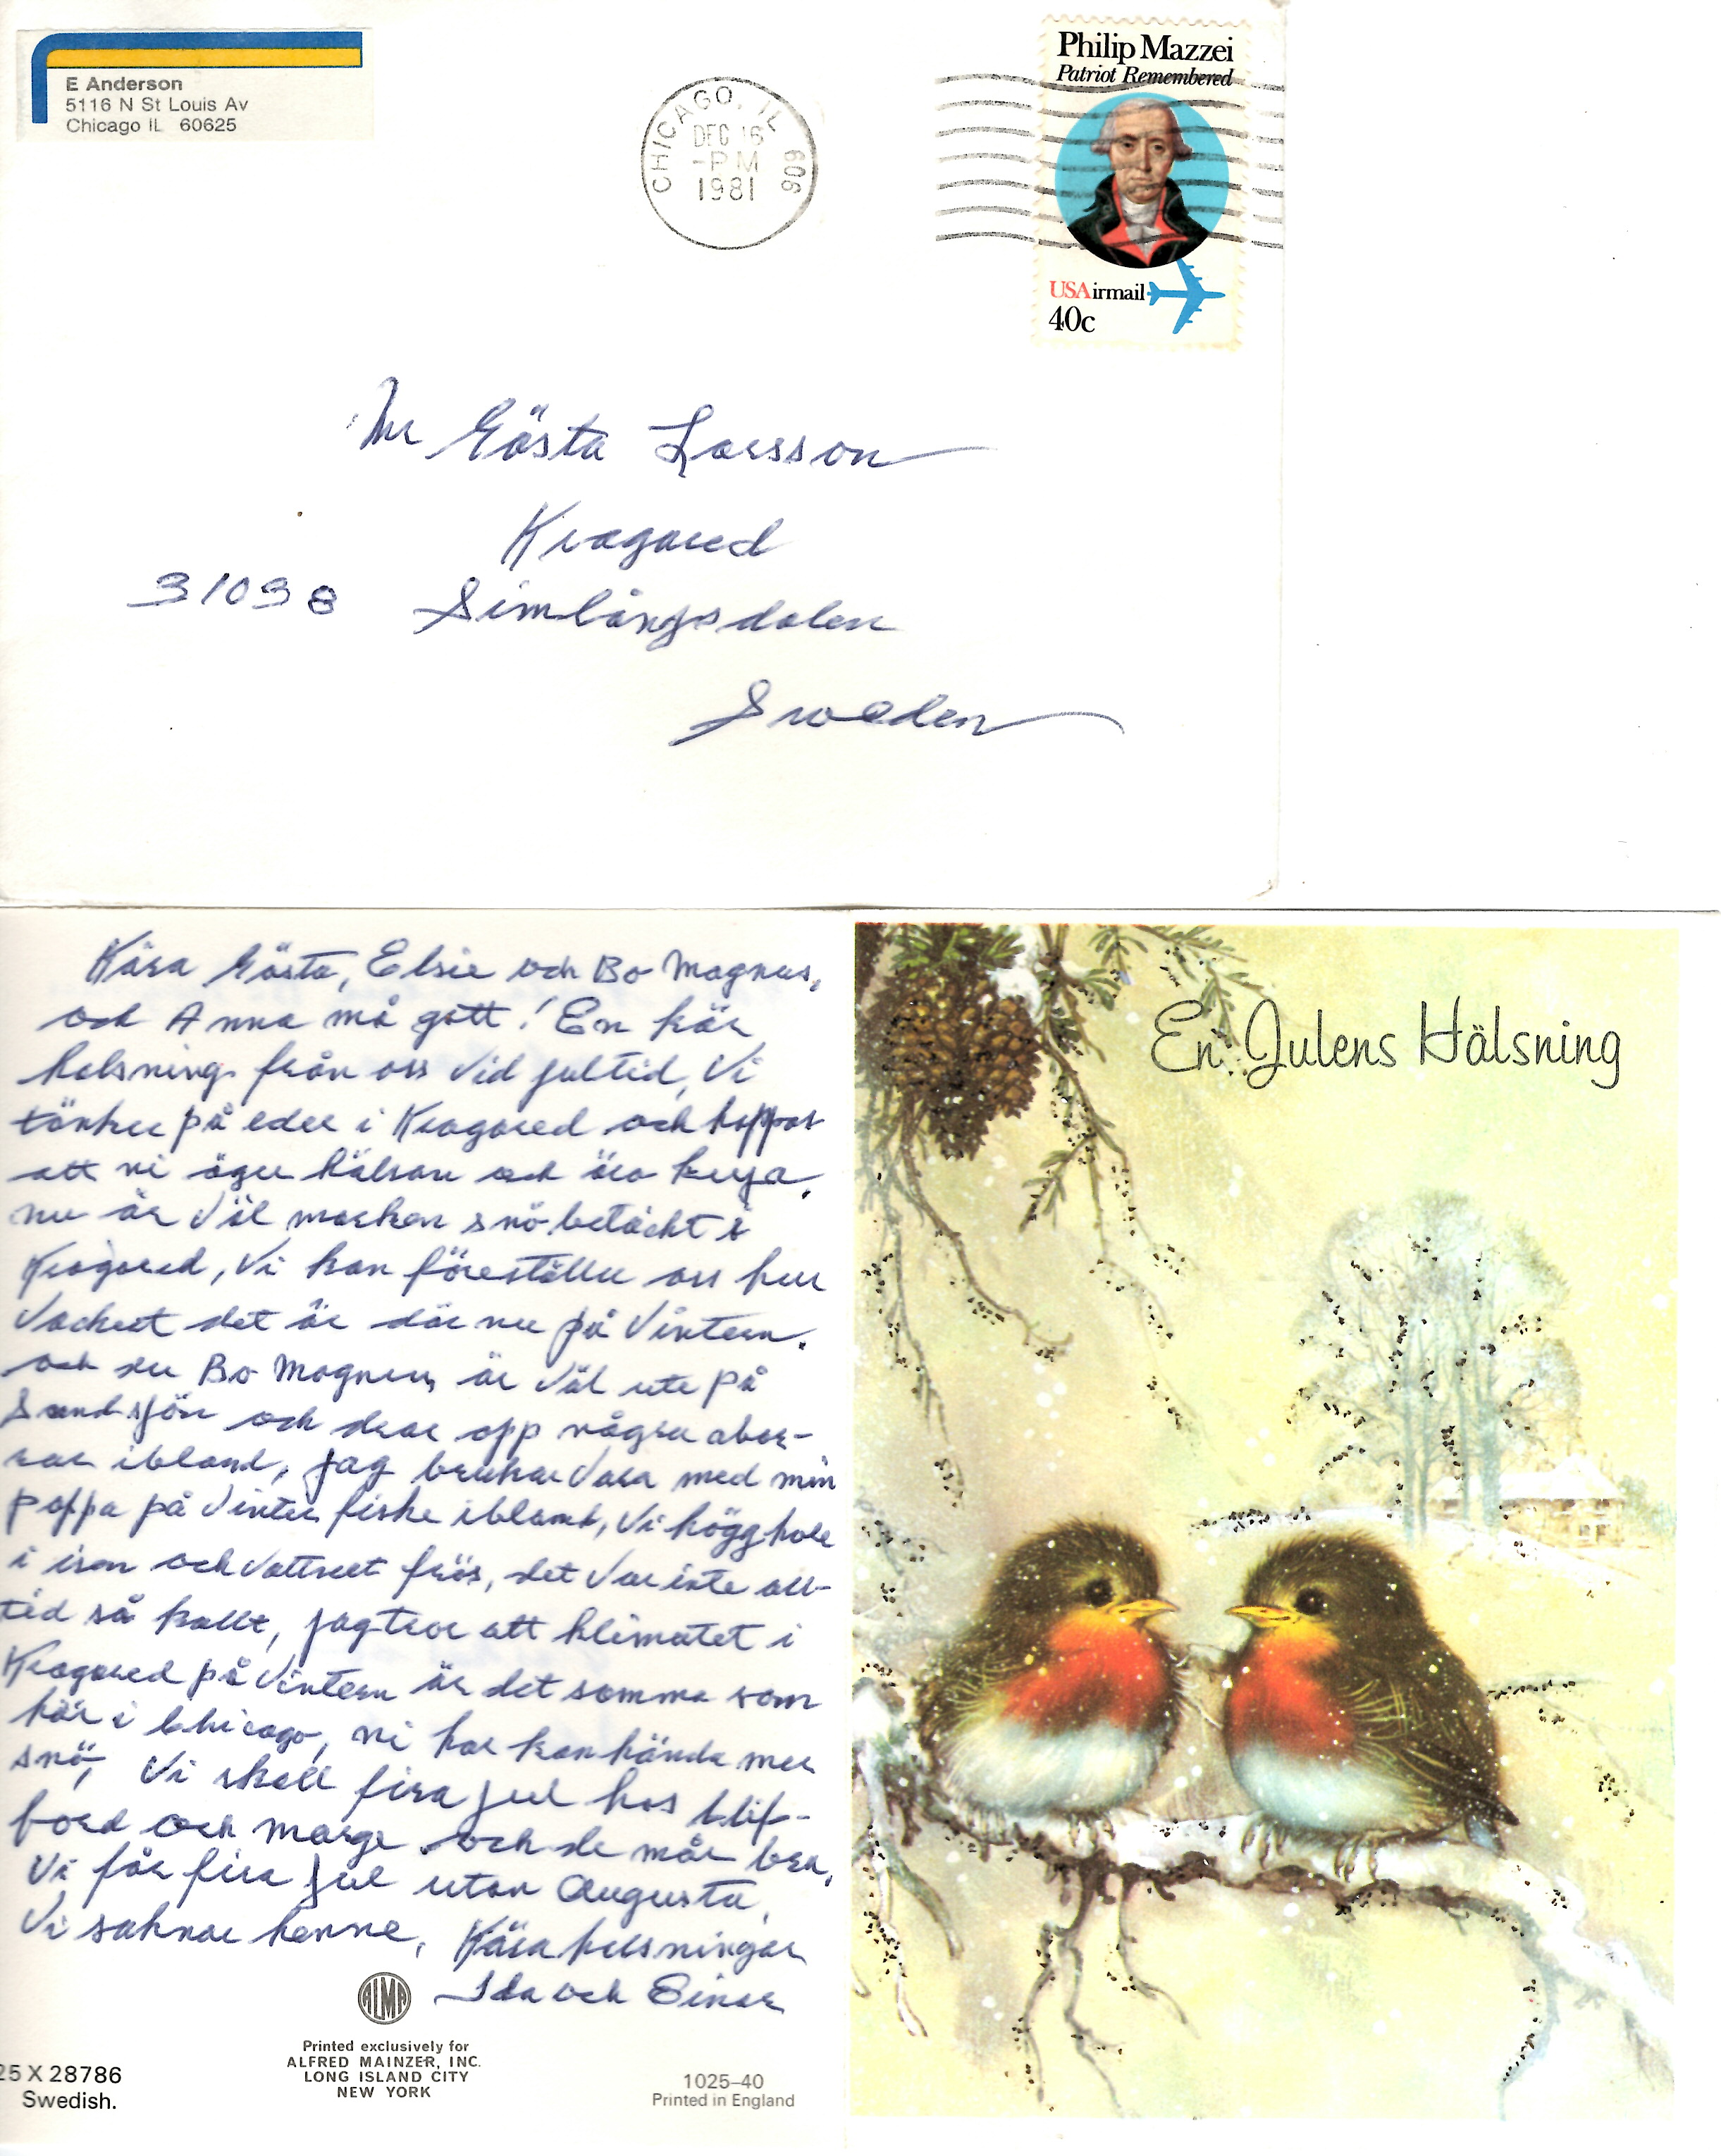 E Anderson
5116 N St Louis Av
Chicago IL 60625
CHICAGO, IL 606
DEC 16
-PM
1981
Philip Mazzei
Patriot Remembered
USAirmail
40c
Mr Gösta Larsson
Kragared
31038 Simlångsdalen
Sweden
Kära Gösta, Elsie och Bo Magnus,
och Anna må gott! En kär
helsning från oss vid jultid, Vi
tänker på eder i Kragared och hoppas
att ni äger hälsan och äro krya.
nu är väl marken snö betäckt i
Kragared, Vi kan föreställa oss hur
vackert det är där nu på Vintern.
och du Bo Magnus är väl ute på
Sandsjön och drar opp några abor-
rar ibland, jag brukar vara med min
pappa på Vinter fiske ibland, Vi högg hole
i isen och vattnet frös, det var inte all-
tid så kallt, jag tror att klimatet i
Kragared på Vintern är det samma som
här i Chicago, ni har kanhända mer
snö, Vi skall fira jul hos Clif-
ford och Marge och de mår bra,
Vi får fira jul utan Augusta,
Vi saknar henne, Kära helsningar
Ida och Einar
ALMA
Printed exclusively for
ALFRED MAINZER, INC.
LONG ISLAND CITY
NEW YORK
25 X 28786
Swedish.
1025–40
Printed in England
En Julens Hälsning